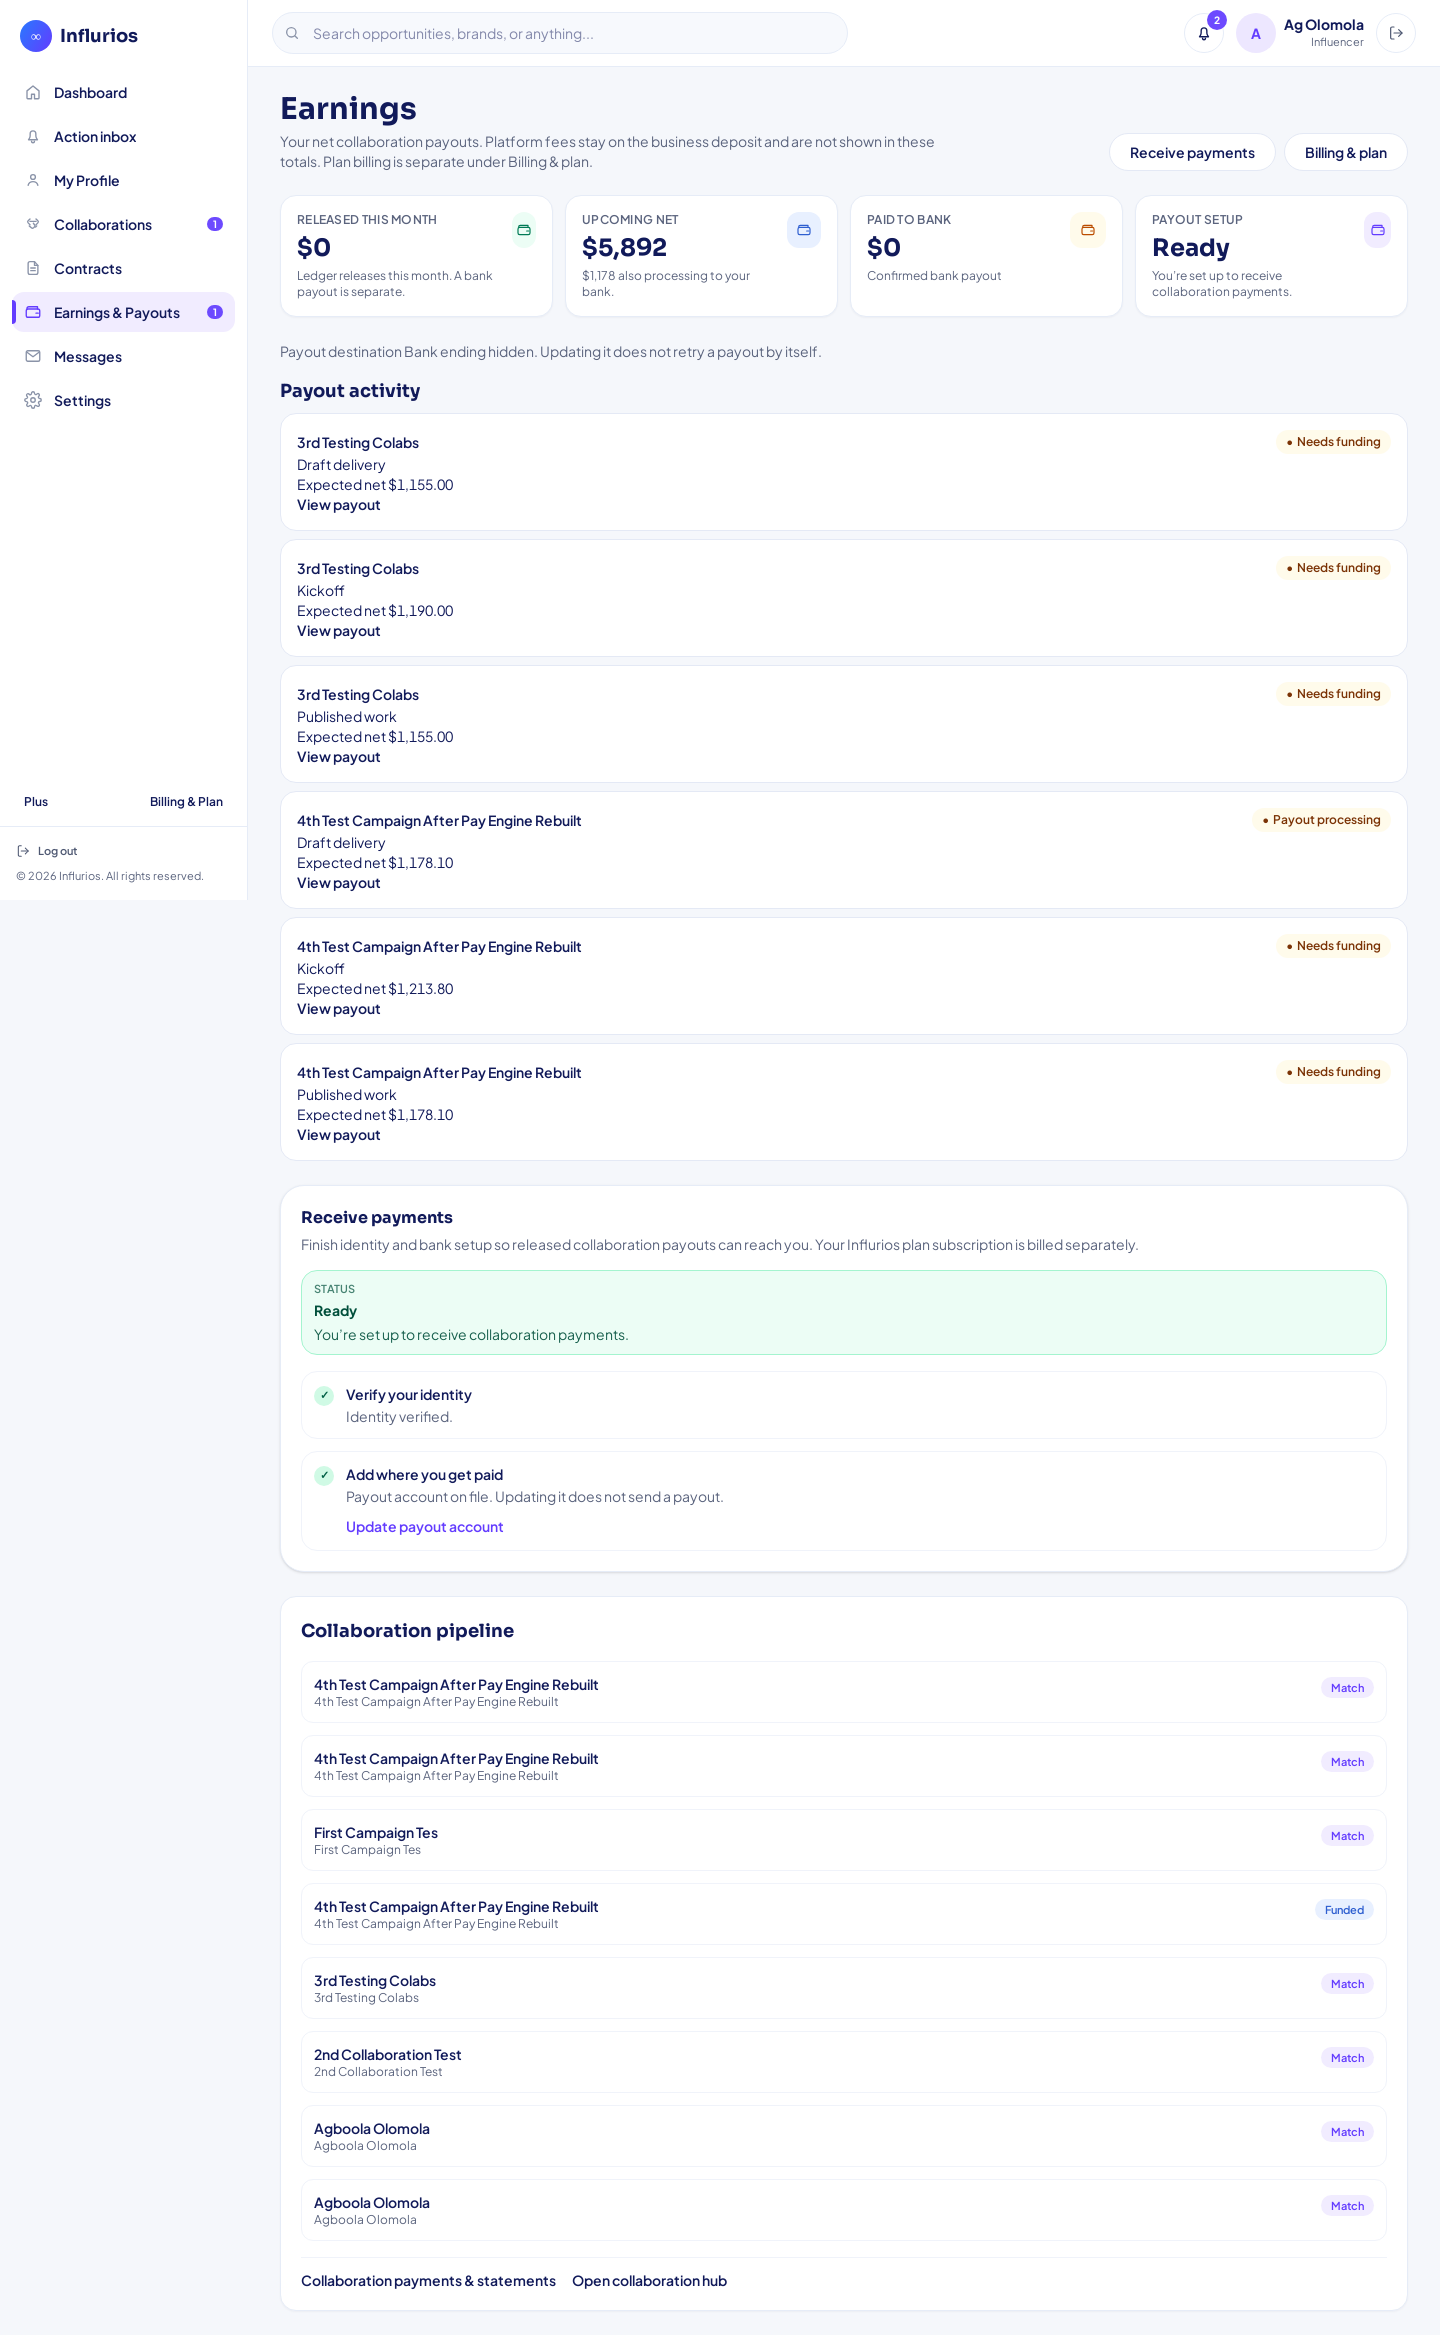 ∞ Influrios
Search opportunities, brands, or anything...
2
A
Ag Olomola
Influencer
Dashboard
Action inbox
My Profile
Collaborations 1
Contracts
Earnings & Payouts 1
Messages
Settings
Plus Billing & Plan
Log out
© 2026 Influrios. All rights reserved.
Earnings
Your net collaboration payouts. Platform fees stay on the business deposit and are not shown in these
totals. Plan billing is separate under Billing & plan.
Receive payments Billing & plan
RELEASED THIS MONTH
$0
Ledger releases this month. A bank
payout is separate.
UPCOMING NET
$5,892
$1,178 also processing to your
bank.
PAID TO BANK
$0
Confirmed bank payout
PAYOUT SETUP
Ready
You're set up to receive
collaboration payments.
Payout destination Bank ending hidden. Updating it does not retry a payout by itself.
Payout activity
3rd Testing Colabs
• Needs funding
Draft delivery
Expected net $1,155.00
View payout
3rd Testing Colabs
• Needs funding
Kickoff
Expected net $1,190.00
View payout
3rd Testing Colabs
• Needs funding
Published work
Expected net $1,155.00
View payout
4th Test Campaign After Pay Engine Rebuilt
• Payout processing
Draft delivery
Expected net $1,178.10
View payout
4th Test Campaign After Pay Engine Rebuilt
• Needs funding
Kickoff
Expected net $1,213.80
View payout
4th Test Campaign After Pay Engine Rebuilt
• Needs funding
Published work
Expected net $1,178.10
View payout
Receive payments
Finish identity and bank setup so released collaboration payouts can reach you. Your Influrios plan subscription is billed separately.
STATUS
Ready
You're set up to receive collaboration payments.
✓ Verify your identity
Identity verified.
✓ Add where you get paid
Payout account on file. Updating it does not send a payout.
Update payout account
Collaboration pipeline
4th Test Campaign After Pay Engine Rebuilt
4th Test Campaign After Pay Engine Rebuilt
Match
4th Test Campaign After Pay Engine Rebuilt
4th Test Campaign After Pay Engine Rebuilt
Match
First Campaign Tes
First Campaign Tes
Match
4th Test Campaign After Pay Engine Rebuilt
4th Test Campaign After Pay Engine Rebuilt
Funded
3rd Testing Colabs
3rd Testing Colabs
Match
2nd Collaboration Test
2nd Collaboration Test
Match
Agboola Olomola
Agboola Olomola
Match
Agboola Olomola
Agboola Olomola
Match
Collaboration payments & statements Open collaboration hub